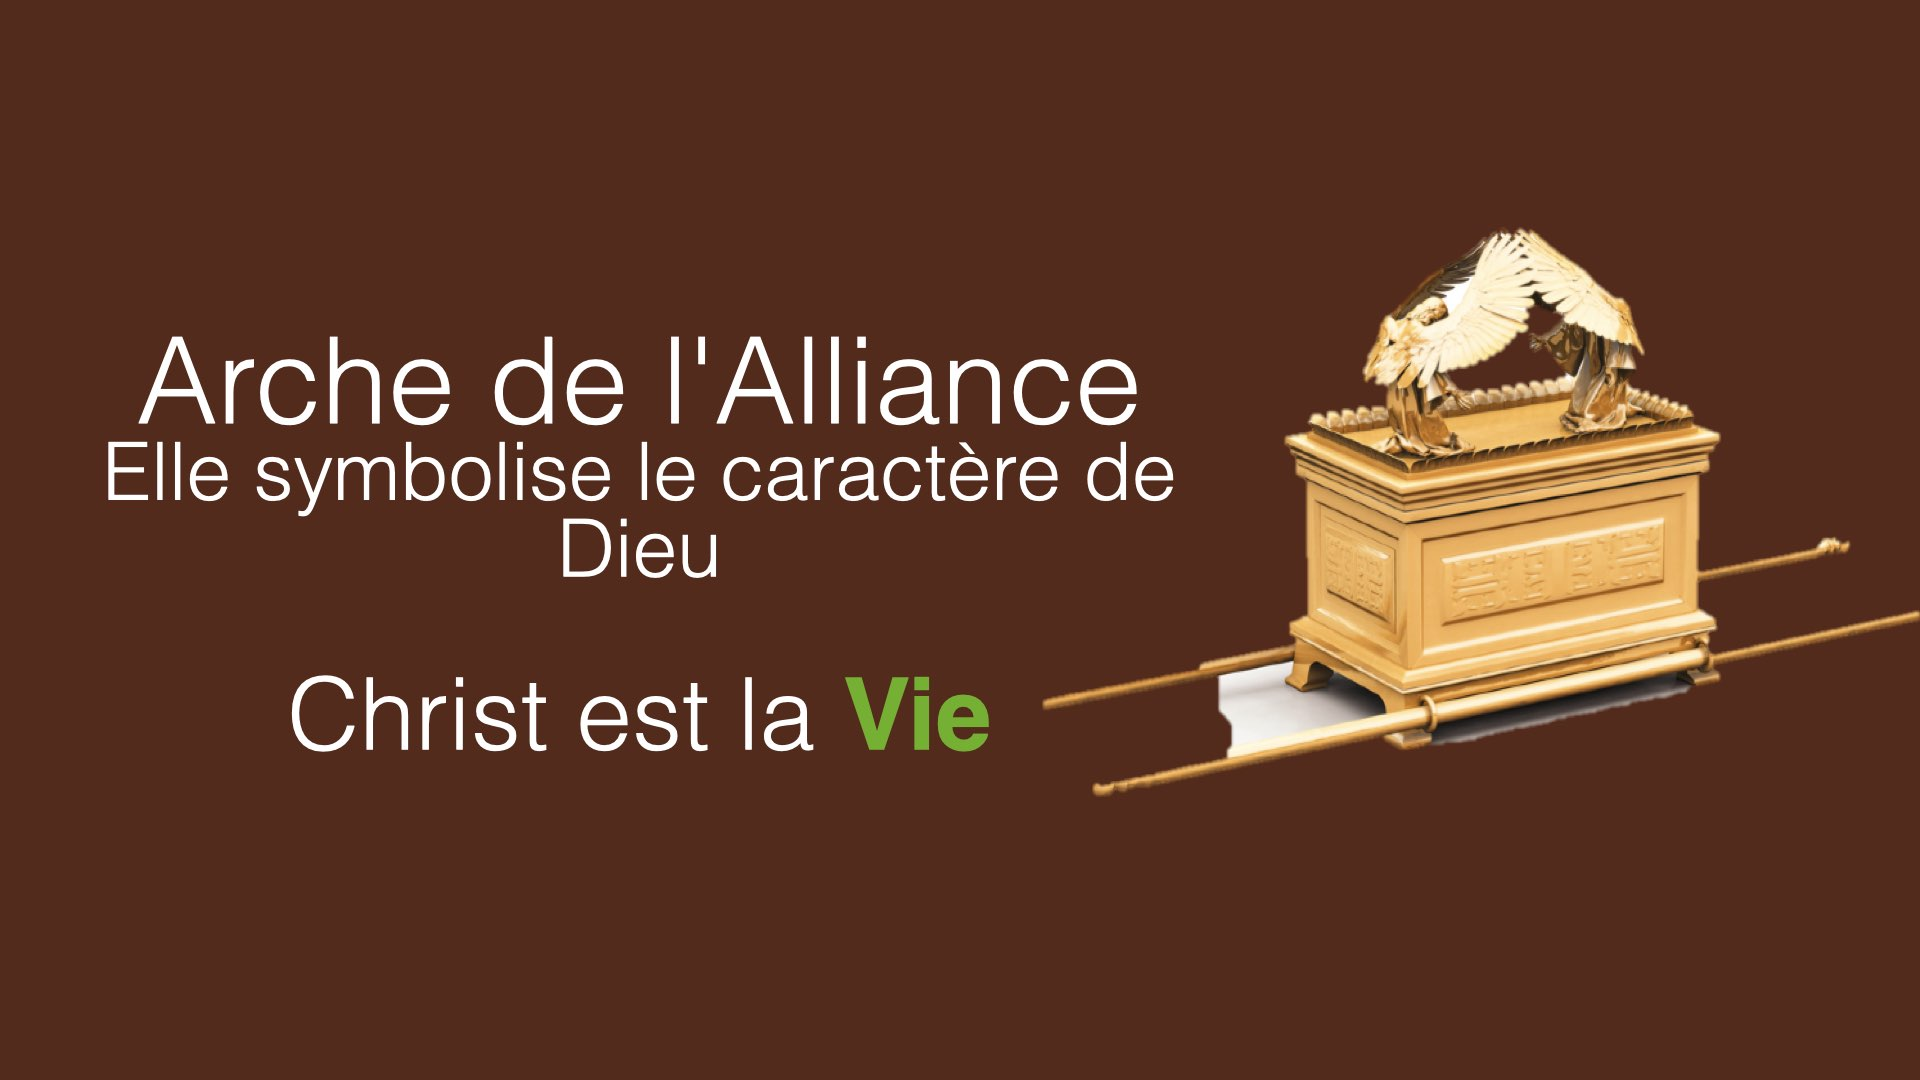 Arche de l'Alliance
Elle symbolise le caractère de
Dieu
Christ est la Vie